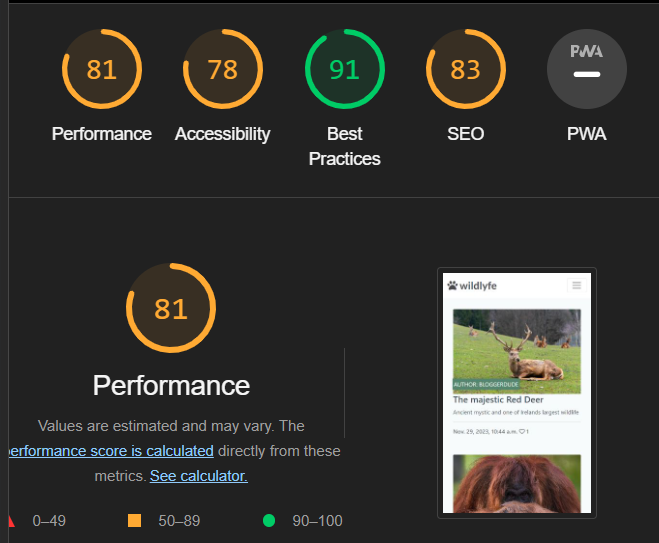 81
78
91
83
PWA
Performance
Accessibility
Best
Practices
SEO
PWA
81
Performance
Values are estimated and may vary. The
performance score is calculated directly from these
metrics. See calculator.
0–49
50–89
90–100
wildlyfe
AUTHOR: BLOGGERDUDE
The majestic Red Deer
Ancient mystic and one of Irelands largest wildlife
Nov. 29, 2023, 10:44 a.m. 1